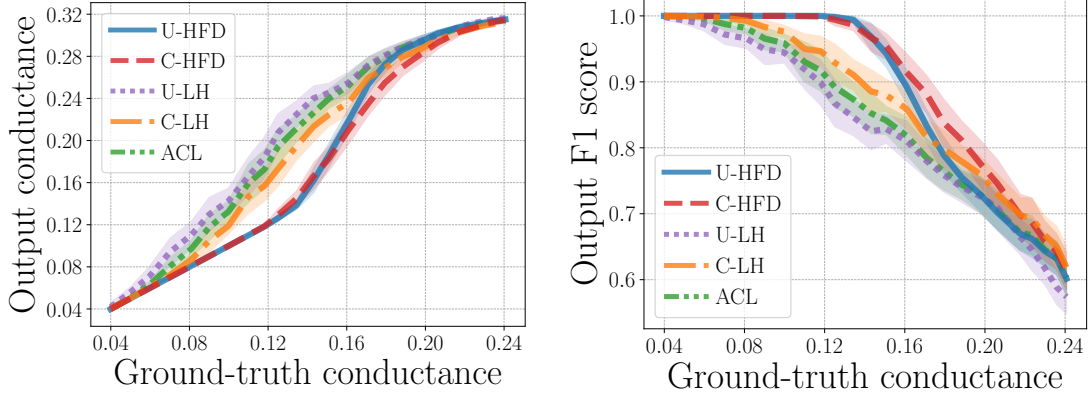 Output conductance
0.32
0.28
0.24
0.20
0.16
0.12
0.08
0.04
U-HFD
C-HFD
U-LH
C-LH
ACL
0.04 0.08 0.12 0.16 0.20 0.24
Ground-truth conductance
Output F1 score
1.0
0.9
0.8
0.7
0.6
U-HFD
C-HFD
U-LH
C-LH
ACL
0.04 0.08 0.12 0.16 0.20 0.24
Ground-truth conductance